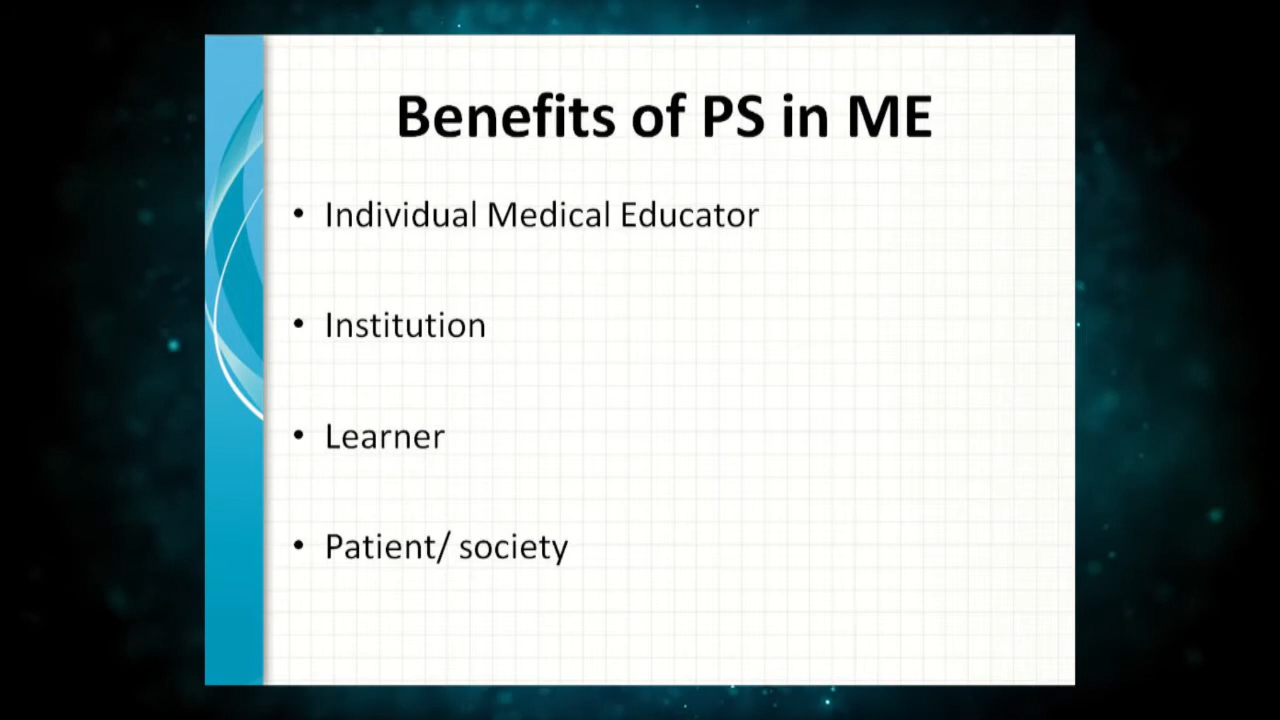 Benefits of PS in ME
• Individual Medical Educator
• Institution
• Learner
• Patient/ society